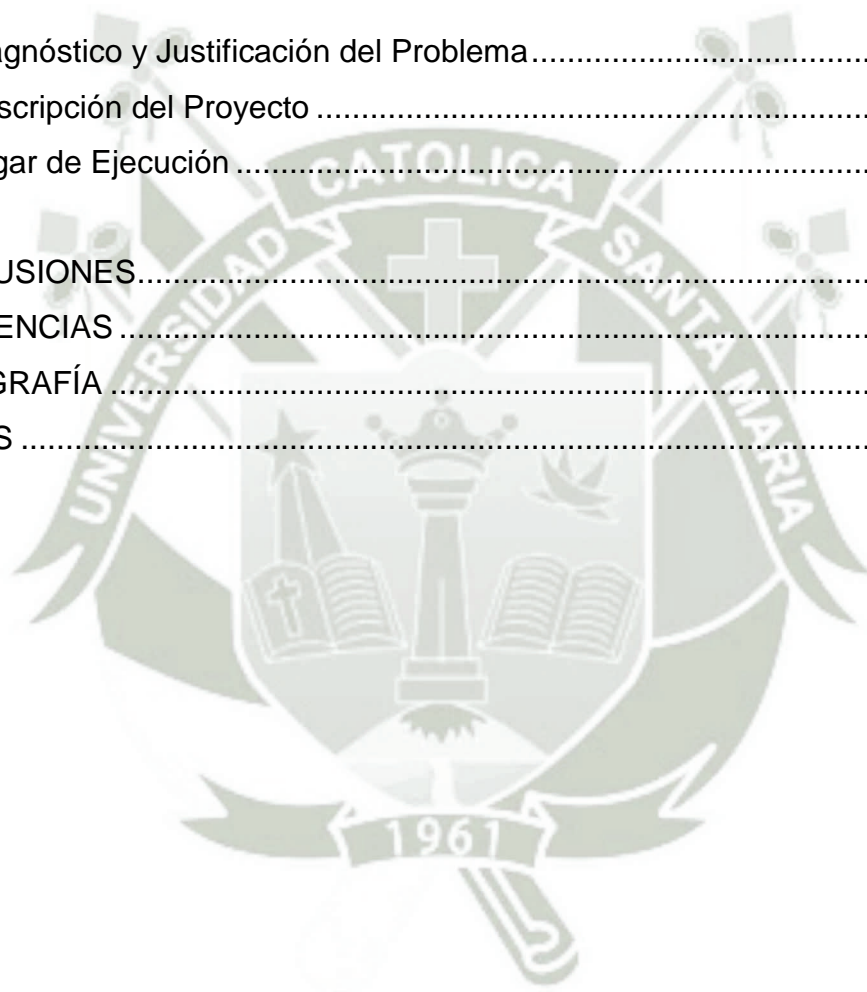 agnóstico y Justificación del Problema........................................
scripción del Proyecto........................................
gar de Ejecución........................................
USIONES........................................
ENCIAS........................................
GRAFÍA........................................
S........................................
UNIVERSIDAD CATOLICA SANTA MARIA
1961